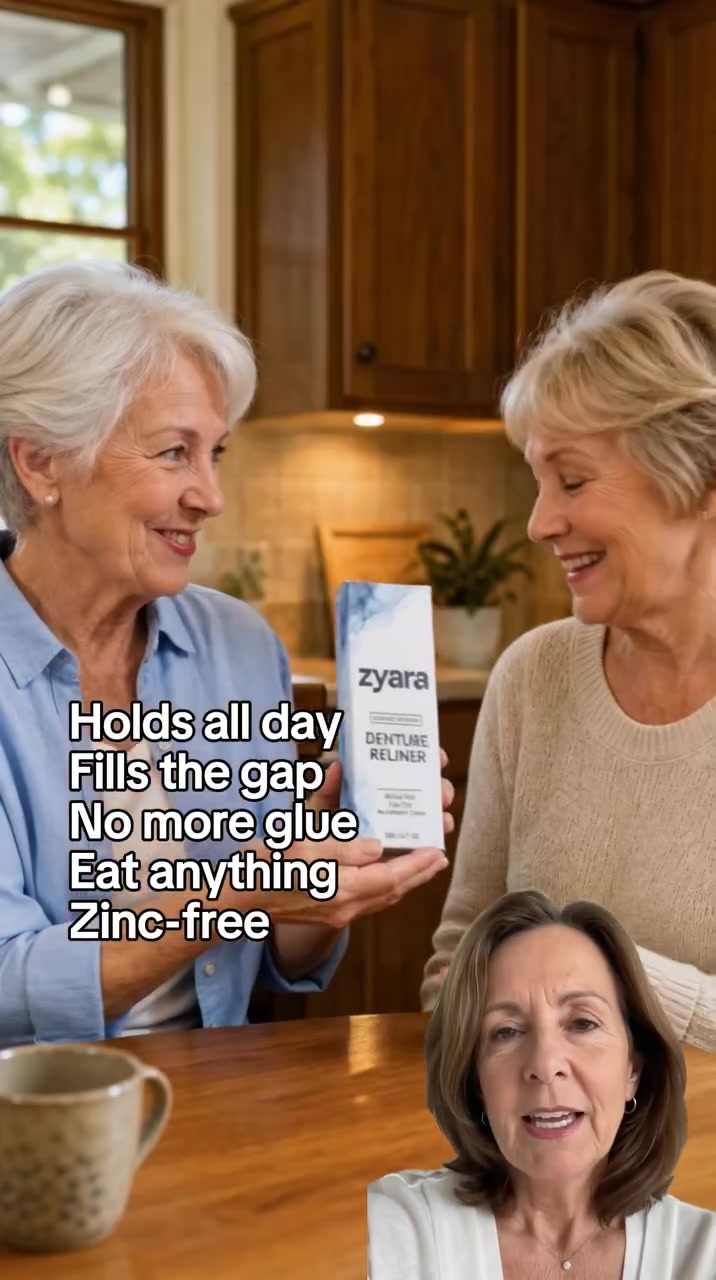 Holds all day
Fills the gap
No more glue
Eat anything
Zinc-free
zyara
DENTURE
RELINER